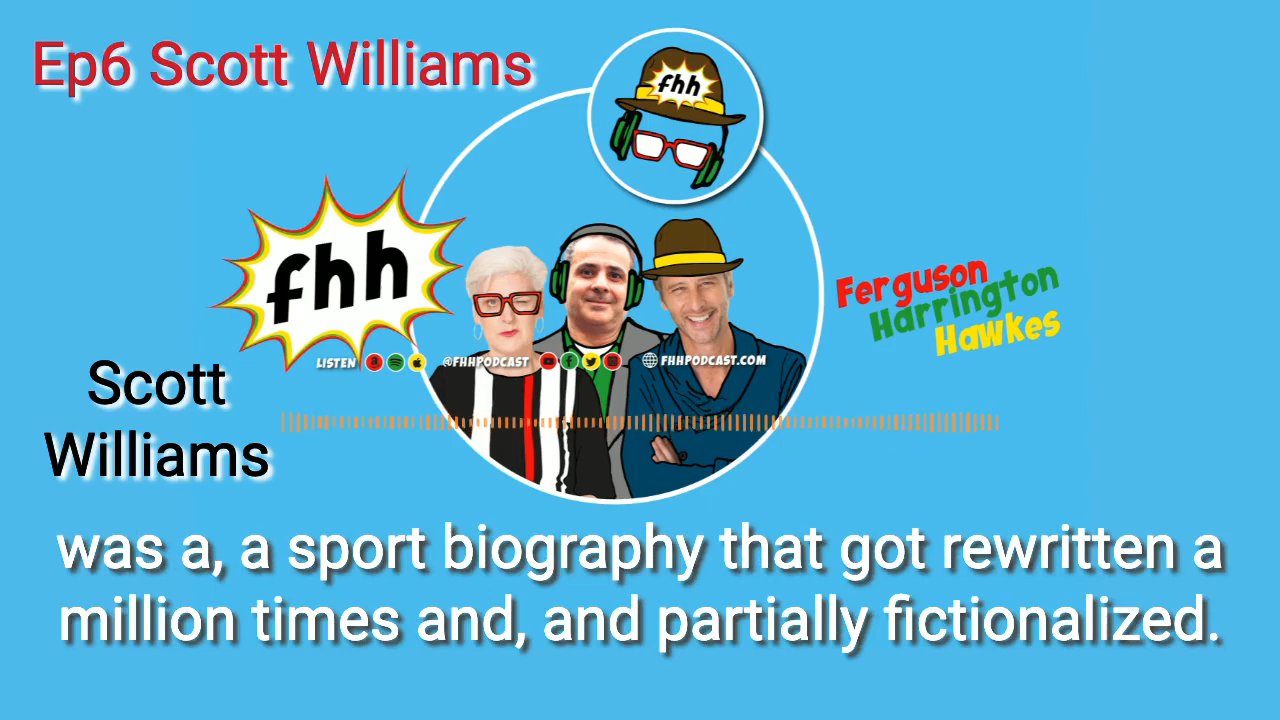 Ep6 Scott Williams
fhh
fhh
Ferguson
Harrington
Hawkes
LISTEN @FHHPODCAST FHHPODCAST.COM
Scott
Williams
was a, a sport biography that got rewritten a
million times and, and partially fictionalized.